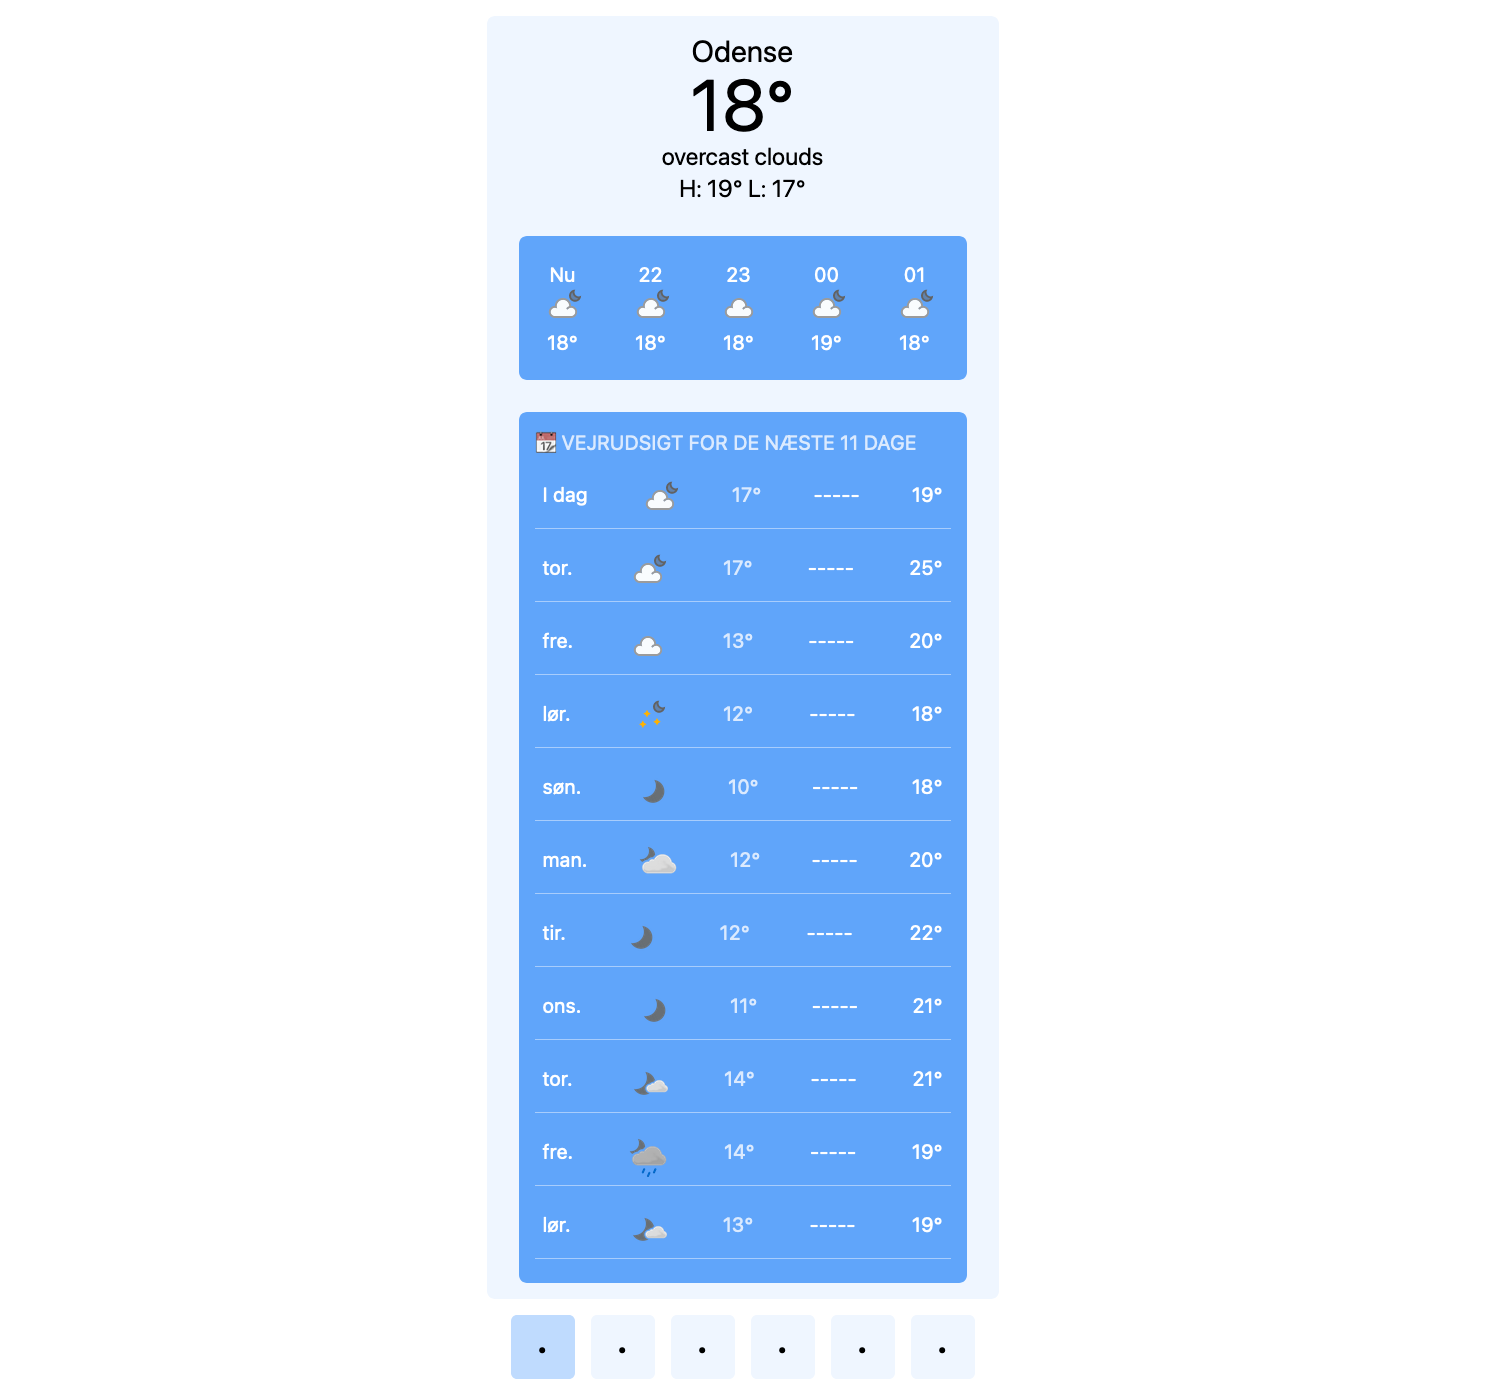 Odense
18°
overcast clouds
H: 19° L: 17°
Nu 22 23 00 01
18° 18° 18° 19° 18°
17 VEJRUDSIGT FOR DE NÆSTE 11 DAGE
I dag 17° ----- 19°
tor. 17° ----- 25°
fre. 13° ----- 20°
lør. 12° ----- 18°
søn. 10° ----- 18°
man. 12° ----- 20°
tir. 12° ----- 22°
ons. 11° ----- 21°
tor. 14° ----- 21°
fre. 14° ----- 19°
lør. 13° ----- 19°